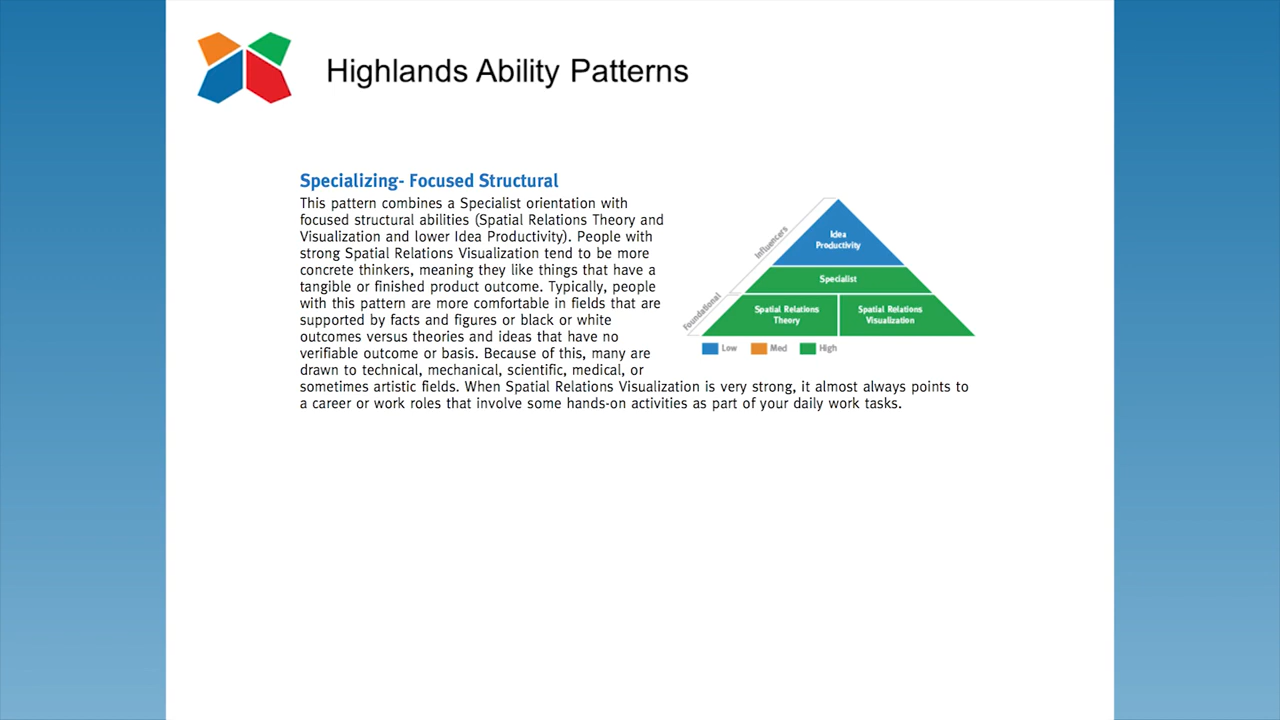 Highlands Ability Patterns
Specializing- Focused Structural
This pattern combines a Specialist orientation with
focused structural abilities (Spatial Relations Theory and
Visualization and lower Idea Productivity). People with
strong Spatial Relations Visualization tend to be more
concrete thinkers, meaning they like things that have a
tangible or finished product outcome. Typically, people
with this pattern are more comfortable in fields that are
supported by facts and figures or black or white
outcomes versus theories and ideas that have no
verifiable outcome or basis. Because of this, many are
drawn to technical, mechanical, scientific, medical, or
sometimes artistic fields. When Spatial Relations Visualization is very strong, it almost always points to
a career or work roles that involve some hands-on activities as part of your daily work tasks.
Influencers
Foundational
Idea
Productivity
Specialist
Spatial Relations
Theory
Spatial Relations
Visualization
Low
Med
High